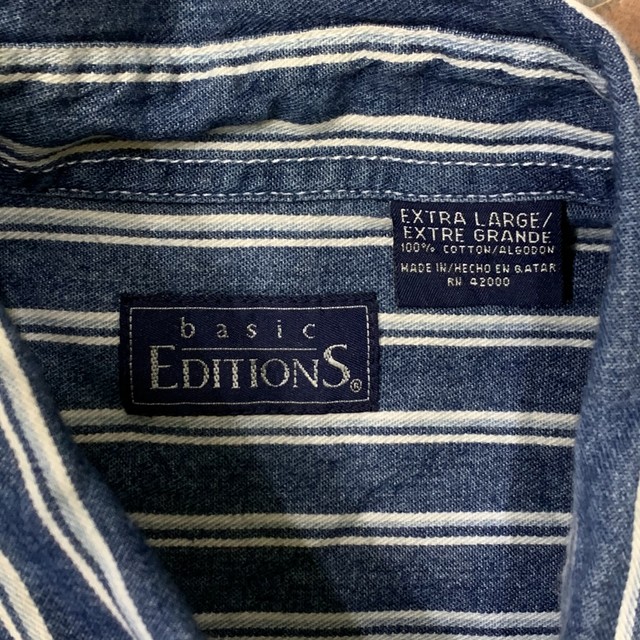 EXTRA LARGE/
EXTRE GRANDE
100% COTTON/ALGODON
MADE IN/HECHO EN QATAR
RN 42000
basic
EDITIONS®